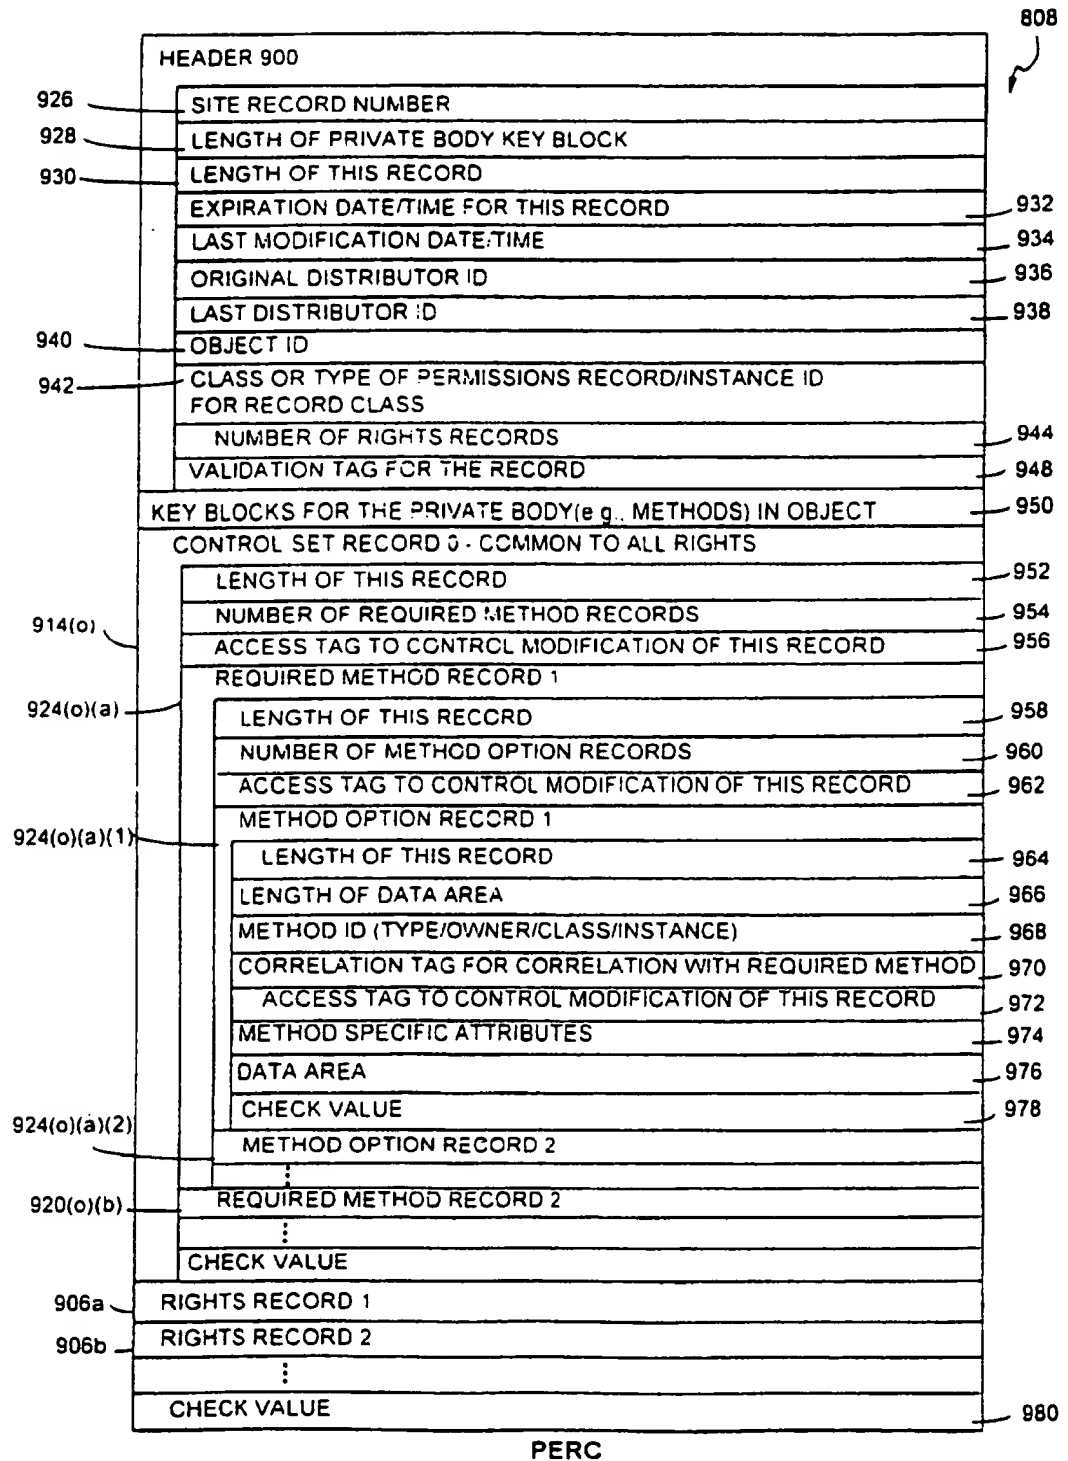 808
HEADER 900
926 SITE RECORD NUMBER
928 LENGTH OF PRIVATE BODY KEY BLOCK
930 LENGTH OF THIS RECORD
EXPIRATION DATE/TIME FOR THIS RECORD 932
LAST MODIFICATION DATE/TIME 934
ORIGINAL DISTRIBUTOR ID 936
LAST DISTRIBUTOR ID 938
940 OBJECT ID
942 CLASS OR TYPE OF PERMISSIONS RECORD/INSTANCE ID
FOR RECORD CLASS
NUMBER OF RIGHTS RECORDS 944
VALIDATION TAG FOR THE RECORD 948
KEY BLOCKS FOR THE PRIVATE BODY(e g., METHODS) IN OBJECT 950
CONTROL SET RECORD 0 - COMMON TO ALL RIGHTS
LENGTH OF THIS RECORD 952
NUMBER OF REQUIRED METHOD RECORDS 954
914(o) ACCESS TAG TO CONTROL MODIFICATION OF THIS RECORD 956
REQUIRED METHOD RECORD 1
924(o)(a) LENGTH OF THIS RECORD 958
NUMBER OF METHOD OPTION RECORDS 960
ACCESS TAG TO CONTROL MODIFICATION OF THIS RECORD 962
METHOD OPTION RECORD 1
924(o)(a)(1) LENGTH OF THIS RECORD 964
LENGTH OF DATA AREA 966
METHOD ID (TYPE/OWNER/CLASS/INSTANCE) 968
CORRELATION TAG FOR CORRELATION WITH REQUIRED METHOD 970
ACCESS TAG TO CONTROL MODIFICATION OF THIS RECORD 972
METHOD SPECIFIC ATTRIBUTES 974
DATA AREA 976
CHECK VALUE 978
924(o)(a)(2) METHOD OPTION RECORD 2
920(o)(b) REQUIRED METHOD RECORD 2
CHECK VALUE
906a RIGHTS RECORD 1
906b RIGHTS RECORD 2
CHECK VALUE 980
PERC